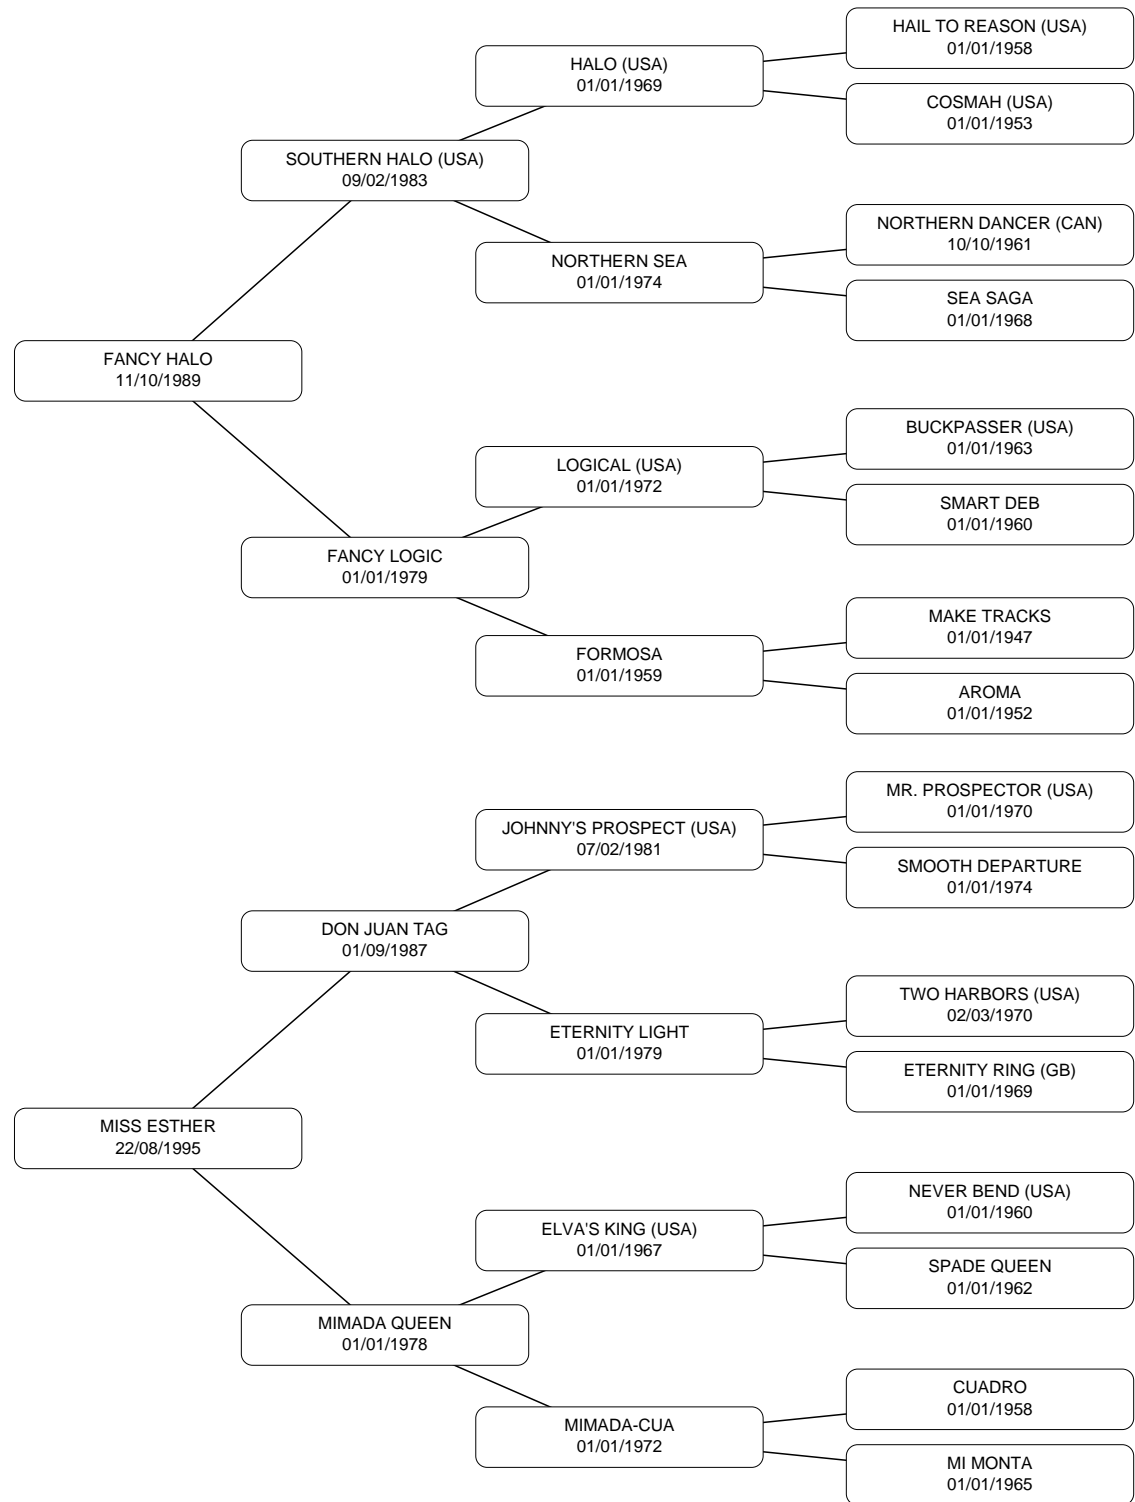 HAIL TO REASON (USA)
01/01/1958
HALO (USA)
01/01/1969
COSMAH (USA)
01/01/1953
SOUTHERN HALO (USA)
09/02/1983
NORTHERN DANCER (CAN)
10/10/1961
NORTHERN SEA
01/01/1974
SEA SAGA
01/01/1968
FANCY HALO
11/10/1989
BUCKPASSER (USA)
01/01/1963
LOGICAL (USA)
01/01/1972
SMART DEB
01/01/1960
FANCY LOGIC
01/01/1979
MAKE TRACKS
01/01/1947
FORMOSA
01/01/1959
AROMA
01/01/1952
MR. PROSPECTOR (USA)
01/01/1970
JOHNNY'S PROSPECT (USA)
07/02/1981
SMOOTH DEPARTURE
01/01/1974
DON JUAN TAG
01/09/1987
TWO HARBORS (USA)
02/03/1970
ETERNITY LIGHT
01/01/1979
ETERNITY RING (GB)
01/01/1969
MISS ESTHER
22/08/1995
NEVER BEND (USA)
01/01/1960
ELVA'S KING (USA)
01/01/1967
SPADE QUEEN
01/01/1962
MIMADA QUEEN
01/01/1978
CUADRO
01/01/1958
MIMADA-CUA
01/01/1972
MI MONTA
01/01/1965